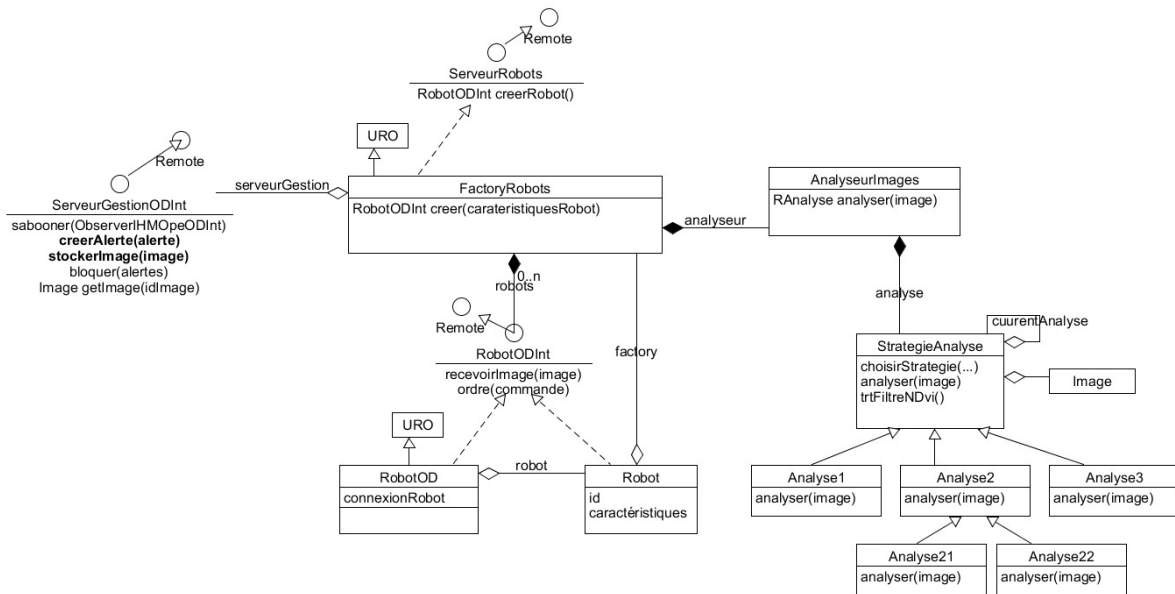 Remote
ServeurRobots
RobotODInt creerRobot()
URO
Remote
serveurGestion
FactoryRobots
RobotODInt creer(carateristiquesRobot)
analyseur
AnalyseurImages
RAnalyse analyser(image)
ServeurGestionODInt
sabooner(ObserverIHMOpeODInt)
creerAlerte(alerte)
stockerImage(image)
bloquer(alertes)
Image getImage(idImage)
0..n
robots
analyse
Remote
RobotODInt
recevoirImage(image)
ordre(commande)
factory
cuurentAnalyse
StrategieAnalyse
choisirStrategie(...)
analyser(image)
trtFiltreNDvi()
Image
URO
RobotOD
connexionRobot
robot
Robot
id
caractéristiques
Analyse1
analyser(image)
Analyse2
analyser(image)
Analyse3
analyser(image)
Analyse21
analyser(image)
Analyse22
analyser(image)